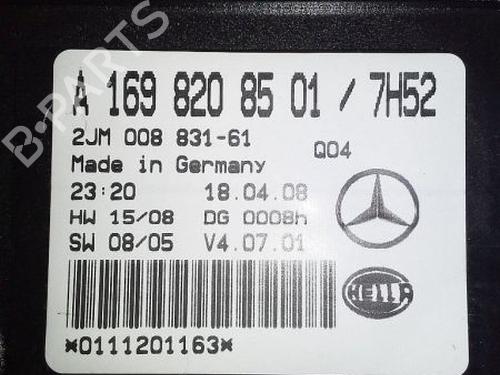 A 169 820 85 01 / 7H52
2JM 008 831-61
Q04
Made in Germany
23:20 18.04.08
HW 15/08 DG 0008h
SW 08/05 V4.07.01
HELLA
*0111201163*
B-PARTS